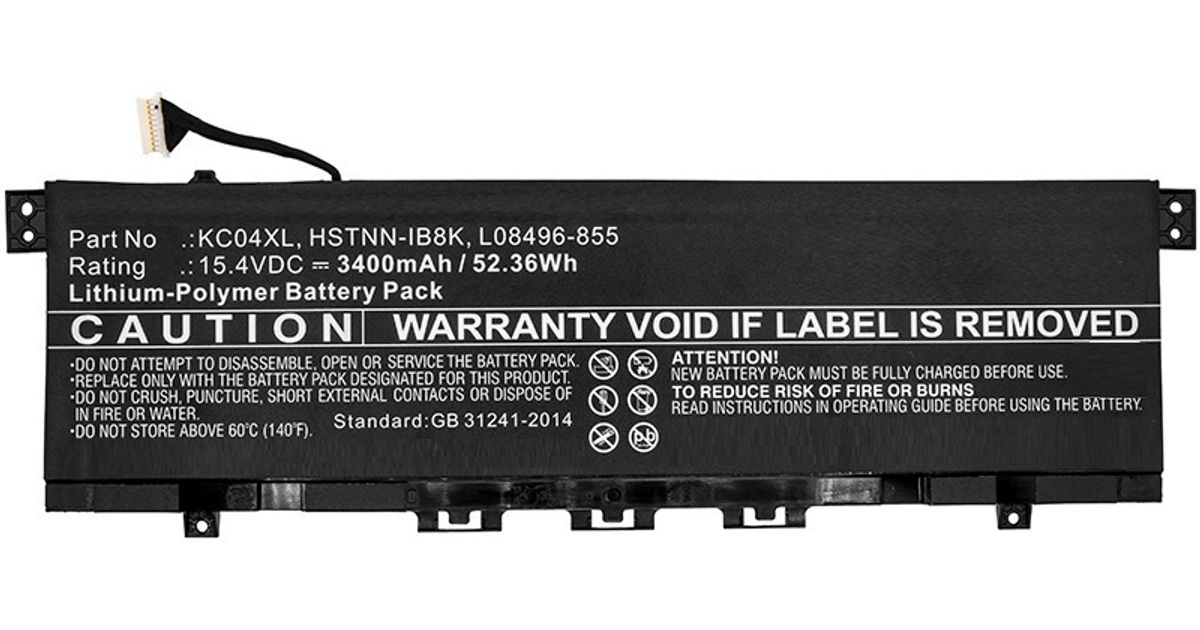 Part No .:KC04XL, HSTNN-IB8K, L08496-855
Rating .:15.4VDC ⎓ 3400mAh / 52.36Wh
Lithium-Polymer Battery Pack
CAUTION WARRANTY VOID IF LABEL IS REMOVED
·DO NOT ATTEMPT TO DISASSEMBLE, OPEN OR SERVICE THE BATTERY PACK.
·REPLACE ONLY WITH THE BATTERY PACK DESIGNATED FOR THIS PRODUCT.
·DO NOT CRUSH, PUNCTURE, SHORT EXTERNAL CONTACTS OR DISPOSE OF
IN FIRE OR WATER.
·DO NOT STORE ABOVE 60°C (140°F).
Standard:GB 31241-2014
Pb
ATTENTION!
NEW BATTERY PACK MUST BE FULLY CHARGED BEFORE USE.
TO REDUCE RISK OF FIRE OR BURNS
READ INSTRUCTIONS IN OPERATING GUIDE BEFORE USING THE BATTERY.